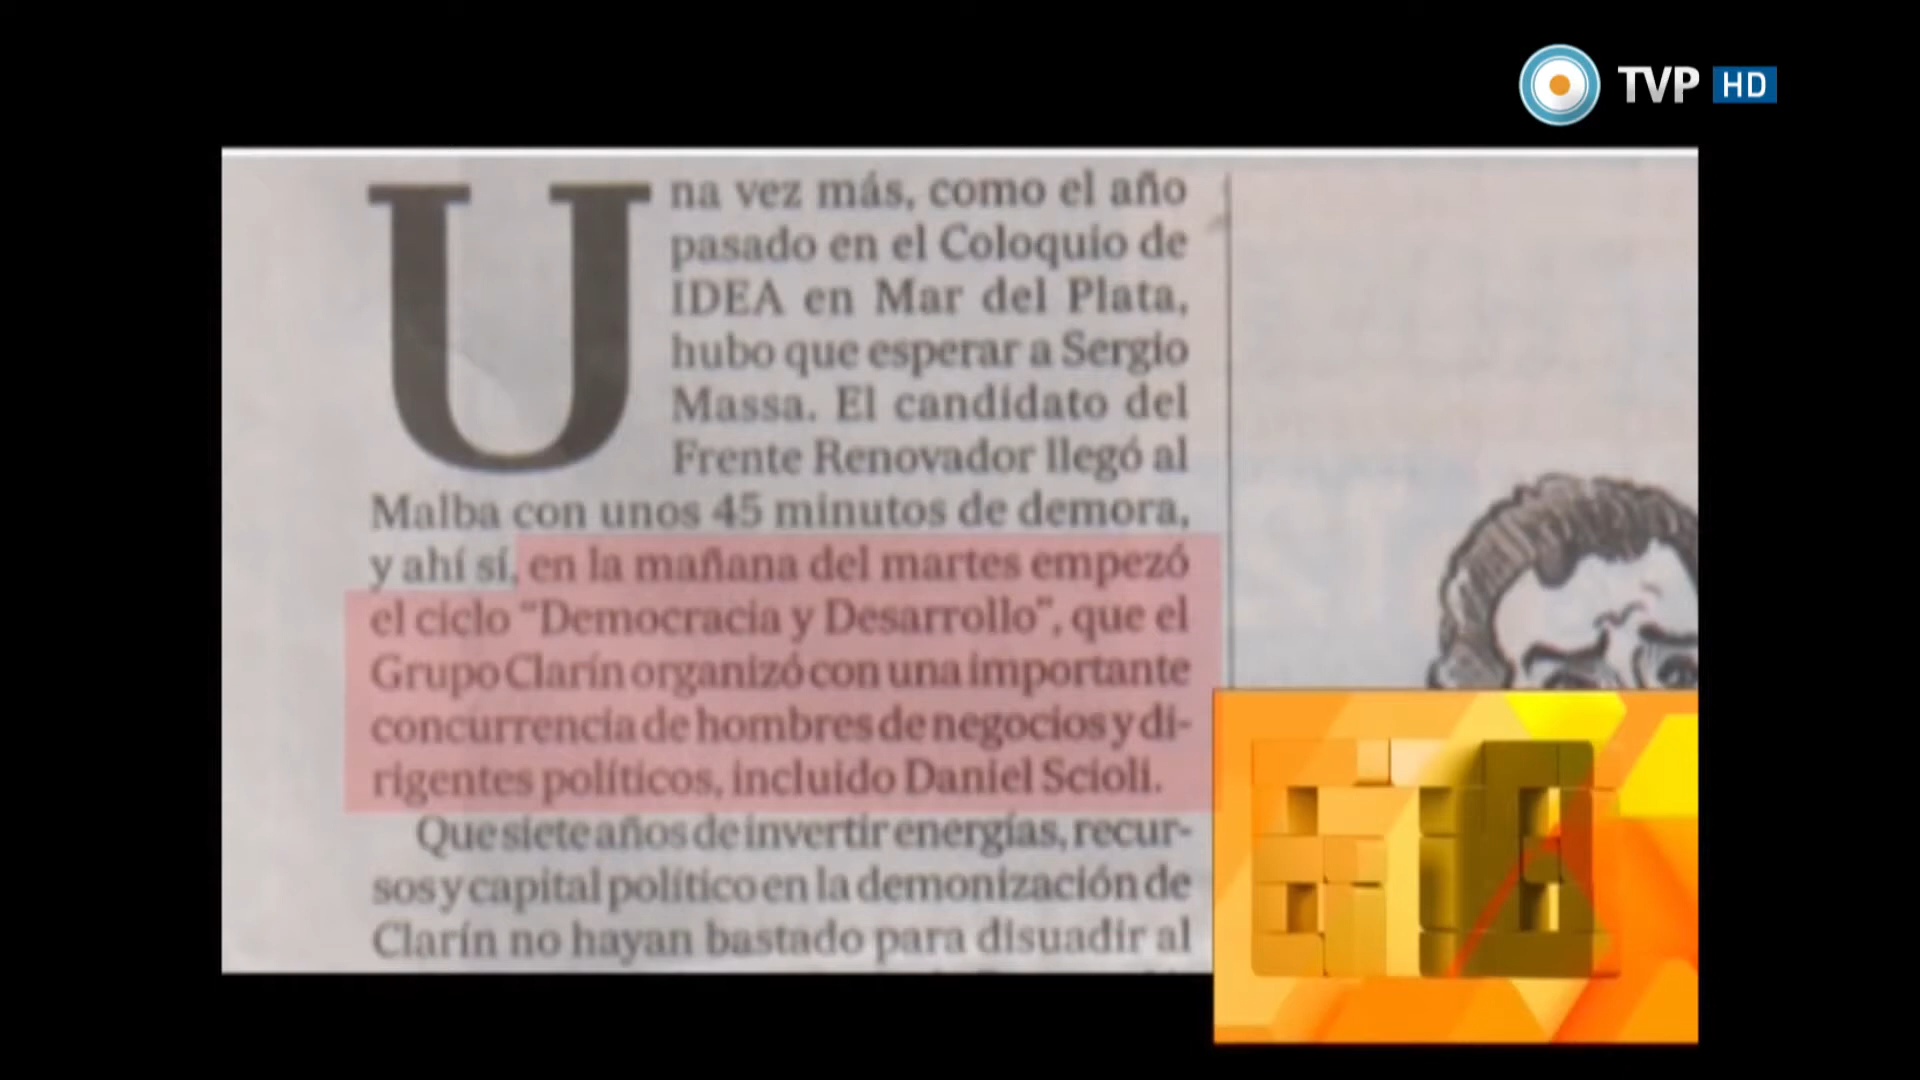 TVP HD
Una vez más, como el año
pasado en el Coloquio de
IDEA en Mar del Plata,
hubo que esperar a Sergio
Massa. El candidato del
Frente Renovador llegó al
Malba con unos 45 minutos de demora,
y ahí sí, en la mañana del martes empezó
el ciclo “Democracia y Desarrollo”, que el
Grupo Clarín organizó con una importante
concurrencia de hombres de negocios y di-
rigentes políticos, incluido Daniel Scioli.
Que siete años de invertir energías, recur-
sos y capital político en la demonización de
Clarín no hayan bastado para disuadir al